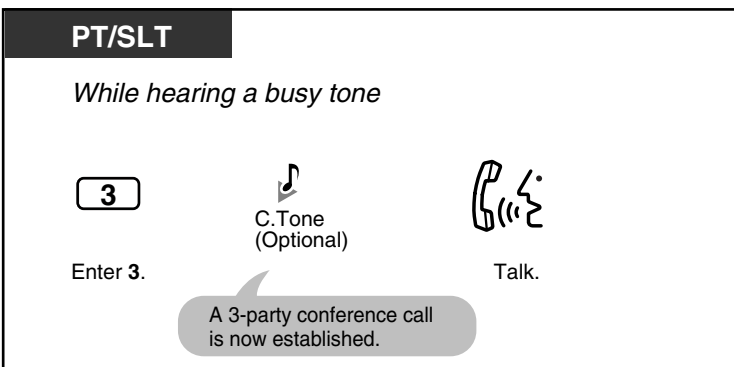 PT/SLT
While hearing a busy tone
3
C.Tone
(Optional)
Enter 3.
Talk.
A 3-party conference call
is now established.